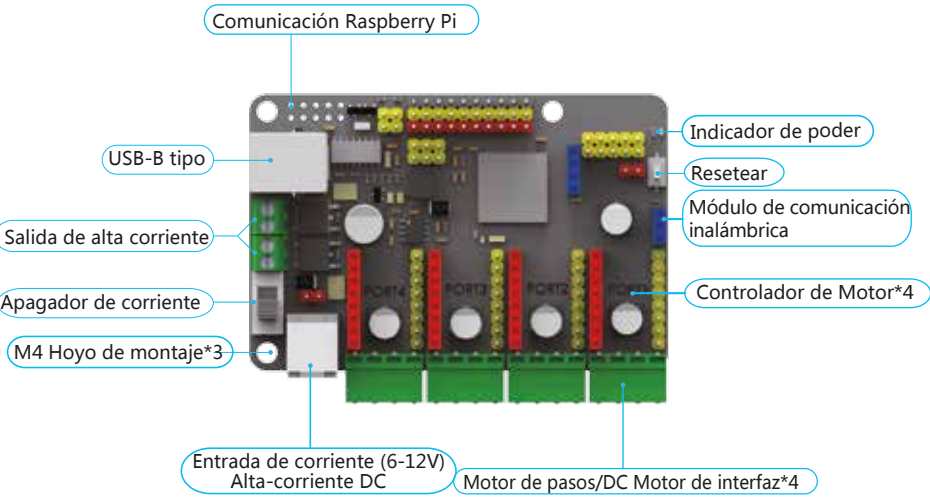 Comunicación Raspberry Pi
USB-B tipo
Indicador de poder
Resetear
Módulo de comunicación
inalámbrica
Salida de alta corriente
Apagador de corriente
PORT4
PORT3
PORT2
Controlador de Motor*4
M4 Hoyo de montaje*3
Entrada de corriente (6-12V)
Alta-corriente DC
Motor de pasos/DC Motor de interfaz*4